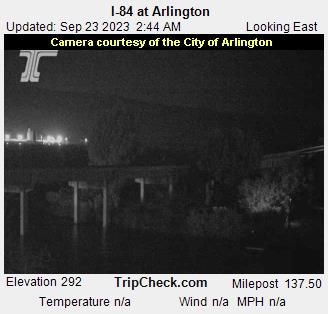 I-84 at Arlington
Updated: Sep 23 2023 2:44 AM Looking East
Camera courtesy of the City of Arlington
Elevation 292 TripCheck.com Milepost 137.50
Temperature n/a Wind n/a MPH n/a